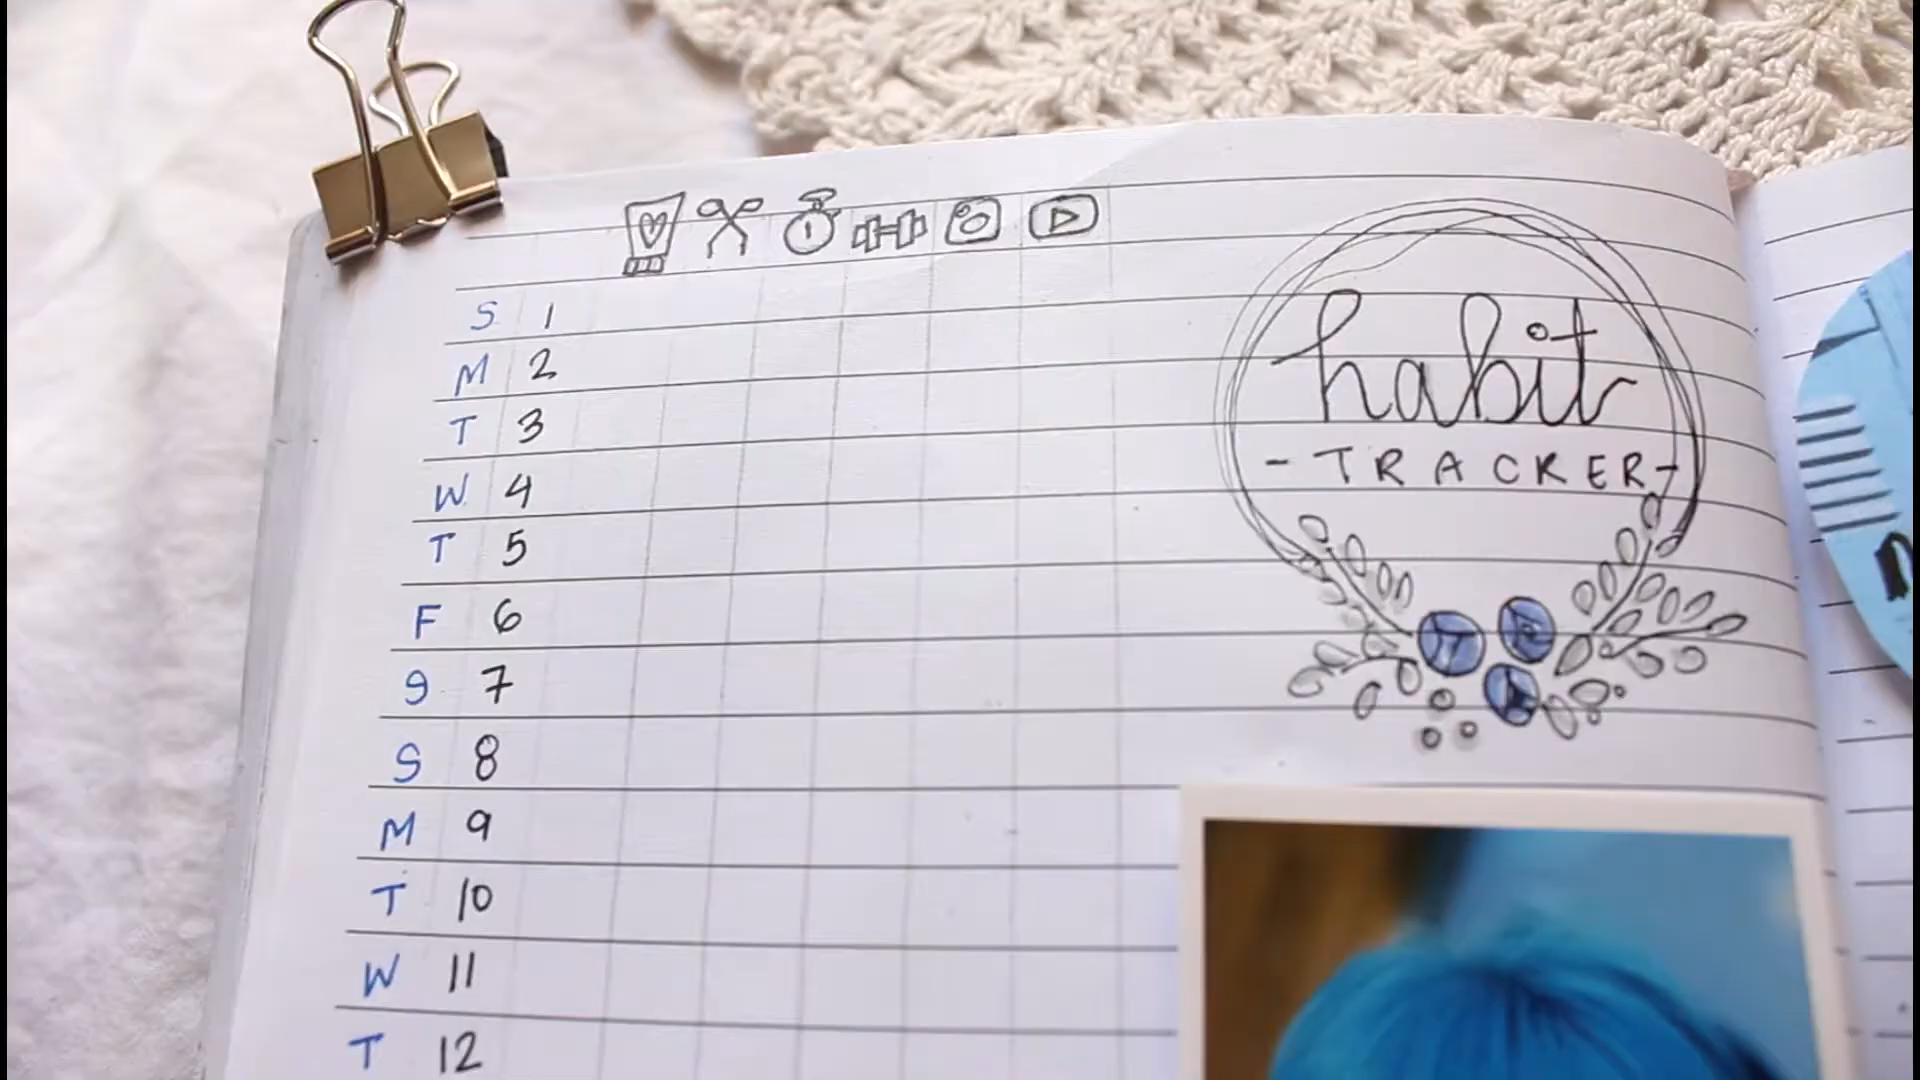 habit
- TRACKER -
S 1
M 2
T 3
W 4
T 5
F 6
S 7
S 8
M 9
T 10
W 11
T 12